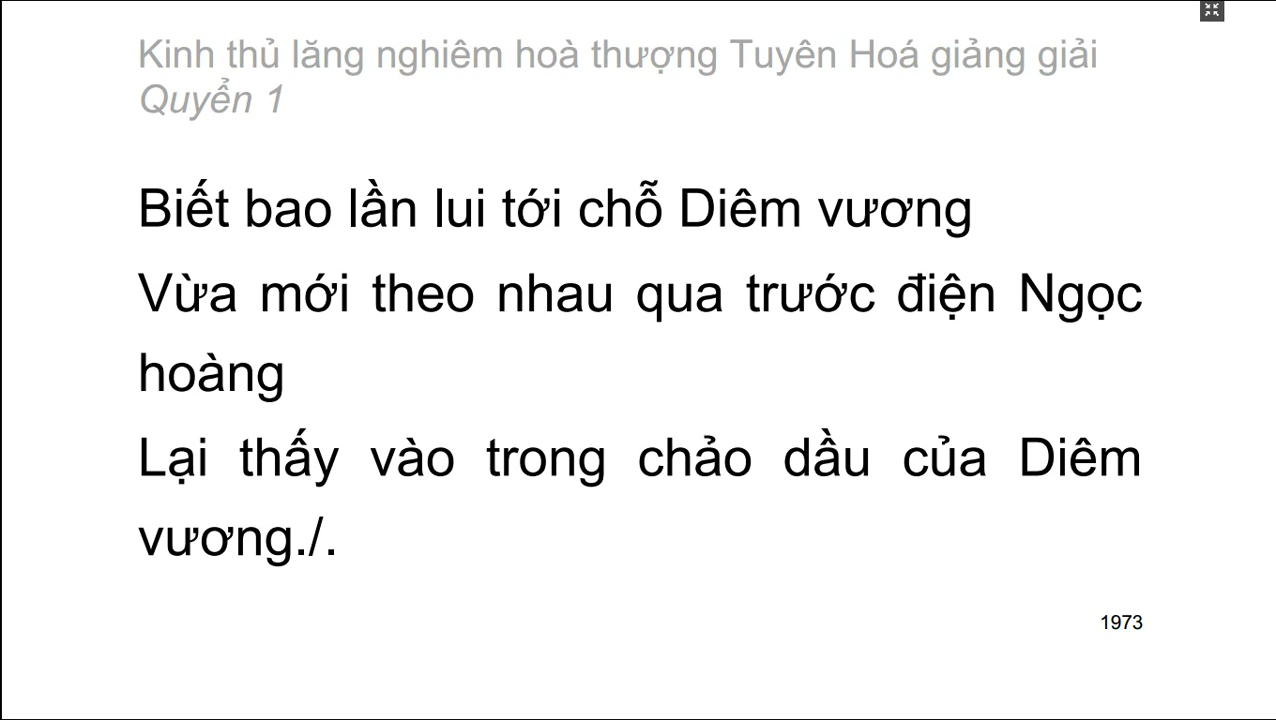 Kinh thủ lăng nghiêm hoà thượng Tuyên Hoá giảng giải
Quyển 1
Biết bao lần lui tới chỗ Diêm vương
Vừa mới theo nhau qua trước điện Ngọc
hoàng
Lại thấy vào trong chảo dầu của Diêm
vương./.
1973